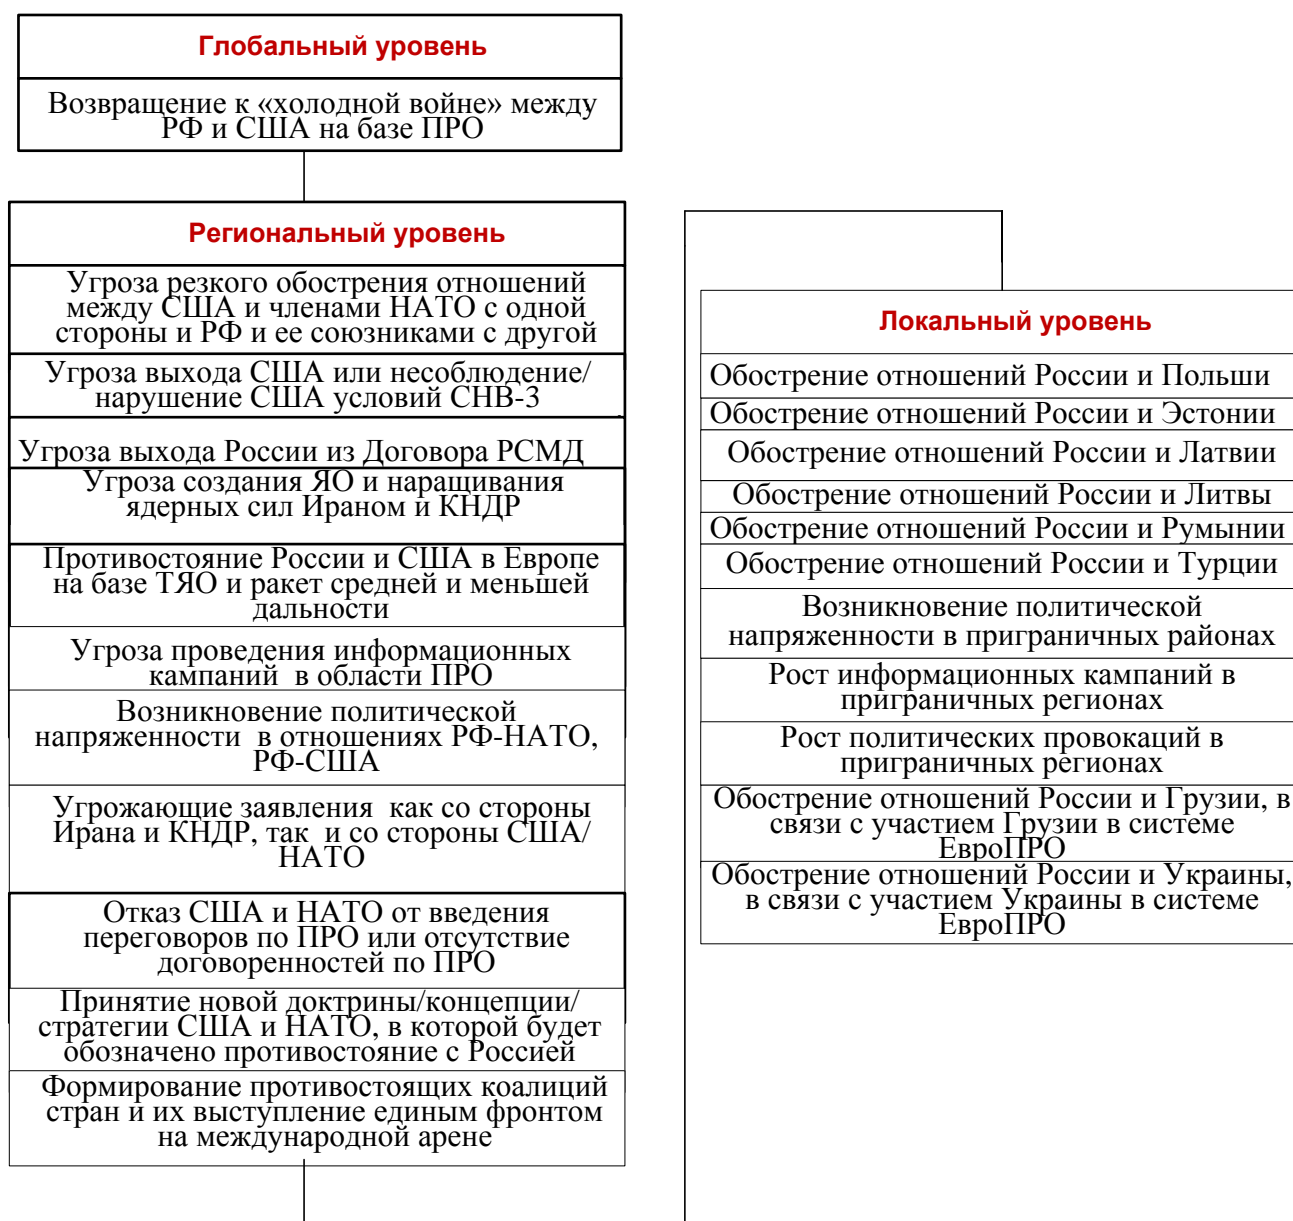 Глобальный уровень
Возвращение к «холодной войне» между
РФ и США на базе ПРО
Региональный уровень
Угроза резкого обострения отношений
между США и членами НАТО с одной
стороны и РФ и ее союзниками с другой
Угроза выхода США или несоблюдение/
нарушение США условий СНВ-3
Угроза выхода России из Договора РСМД
Угроза создания ЯО и наращивания
ядерных сил Ираном и КНДР
Противостояние России и США в Европе
на базе ТЯО и ракет средней и меньшей
дальности
Угроза проведения информационных
кампаний в области ПРО
Возникновение политической
напряженности в отношениях РФ-НАТО,
РФ-США
Угрожающие заявления как со стороны
Ирана и КНДР, так и со стороны США/
НАТО
Отказ США и НАТО от введения
переговоров по ПРО или отсутствие
договоренностей по ПРО
Принятие новой доктрины/концепции/
стратегии США и НАТО, в которой будет
обозначено противостояние с Россией
Формирование противостоящих коалиций
стран и их выступление единым фронтом
на международной арене
Локальный уровень
Обострение отношений России и Польши
Обострение отношений России и Эстонии
Обострение отношений России и Латвии
Обострение отношений России и Литвы
Обострение отношений России и Румынии
Обострение отношений России и Турции
Возникновение политической
напряженности в приграничных районах
Рост информационных кампаний в
приграничных регионах
Рост политических провокаций в
приграничных регионах
Обострение отношений России и Грузии, в
связи с участием Грузии в системе
ЕвроПРО
Обострение отношений России и Украины,
в связи с участием Украины в системе
ЕвроПРО